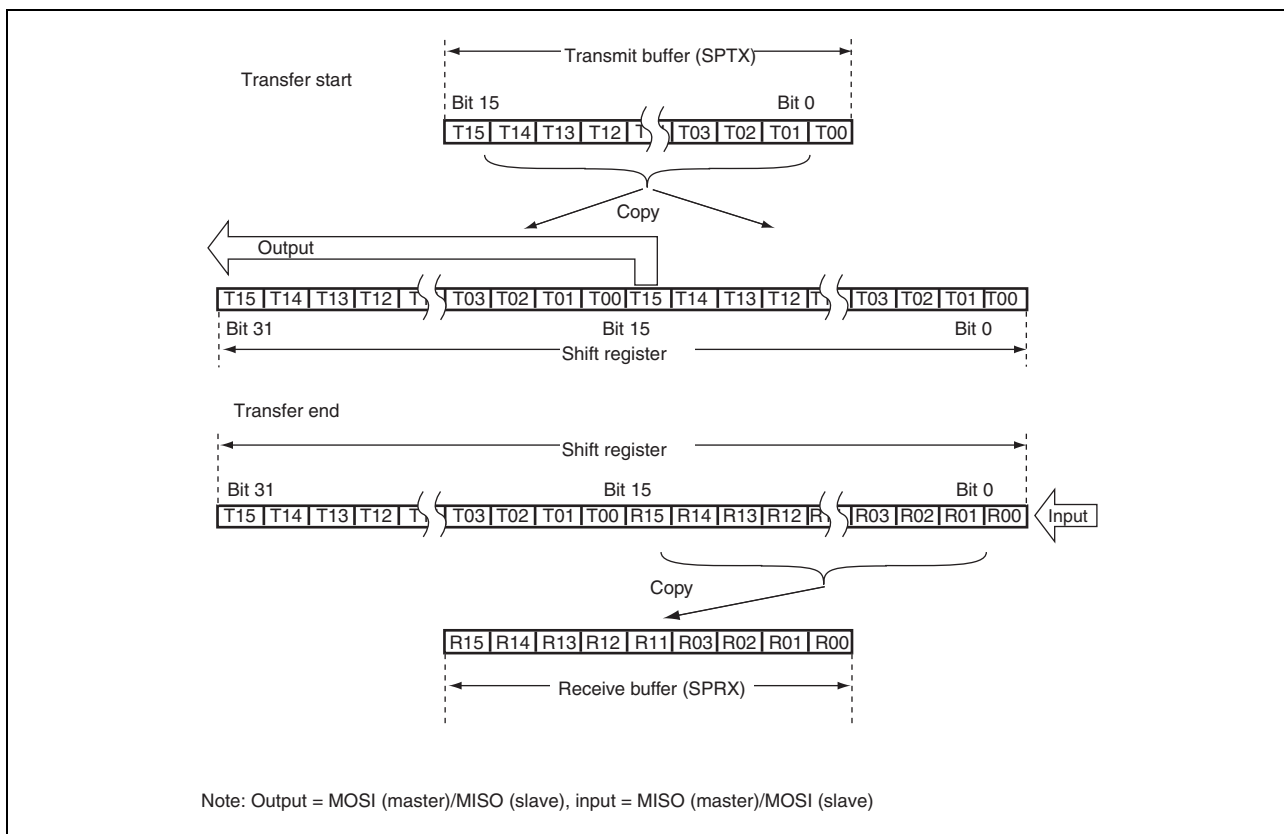 Transmit buffer (SPTX)
Transfer start
Bit 15 Bit 0
T15 T14 T13 T12 T03 T02 T01 T00
Copy
Output
T15 T14 T13 T12 T03 T02 T01 T00 T15 T14 T13 T12 T03 T02 T01 T00
Bit 31 Bit 15 Bit 0
Shift register
Transfer end
Shift register
Bit 31 Bit 15 Bit 0
T15 T14 T13 T12 T03 T02 T01 T00 R15 R14 R13 R12 R03 R02 R01 R00 Input
Copy
R15 R14 R13 R12 R11 R03 R02 R01 R00
Receive buffer (SPRX)
Note: Output = MOSI (master)/MISO (slave), input = MISO (master)/MOSI (slave)